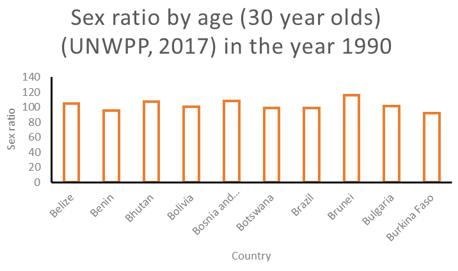 Sex ratio by age (30 year olds)
(UNWPP, 2017) in the year 1990
140
120
100
80
60
40
20
0
Sex ratio
Belize
Benin
Bhutan
Bolivia
Bosnia and...
Botswana
Brazil
Brunei
Bulgaria
Burkina Faso
Country